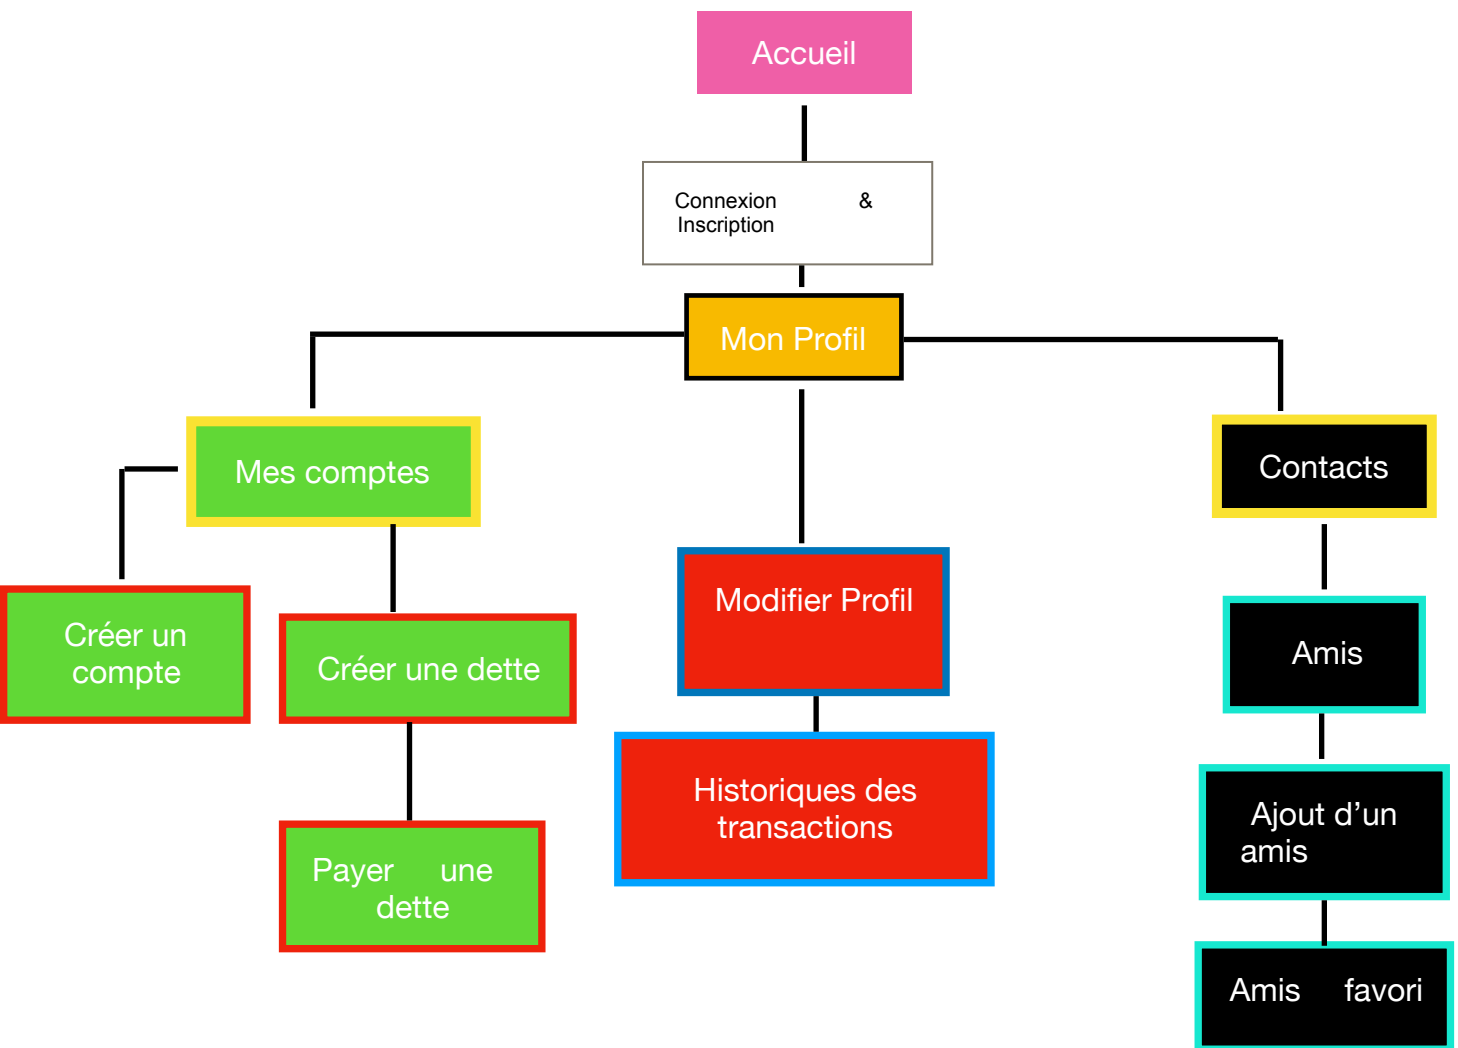 Accueil
Connexion &
Inscription
Mon Profil
Mes comptes
Contacts
Créer un
compte
Créer une dette
Modifier Profil
Amis
Payer une
dette
Historiques des
transactions
Ajout d’un
amis
Amis favori